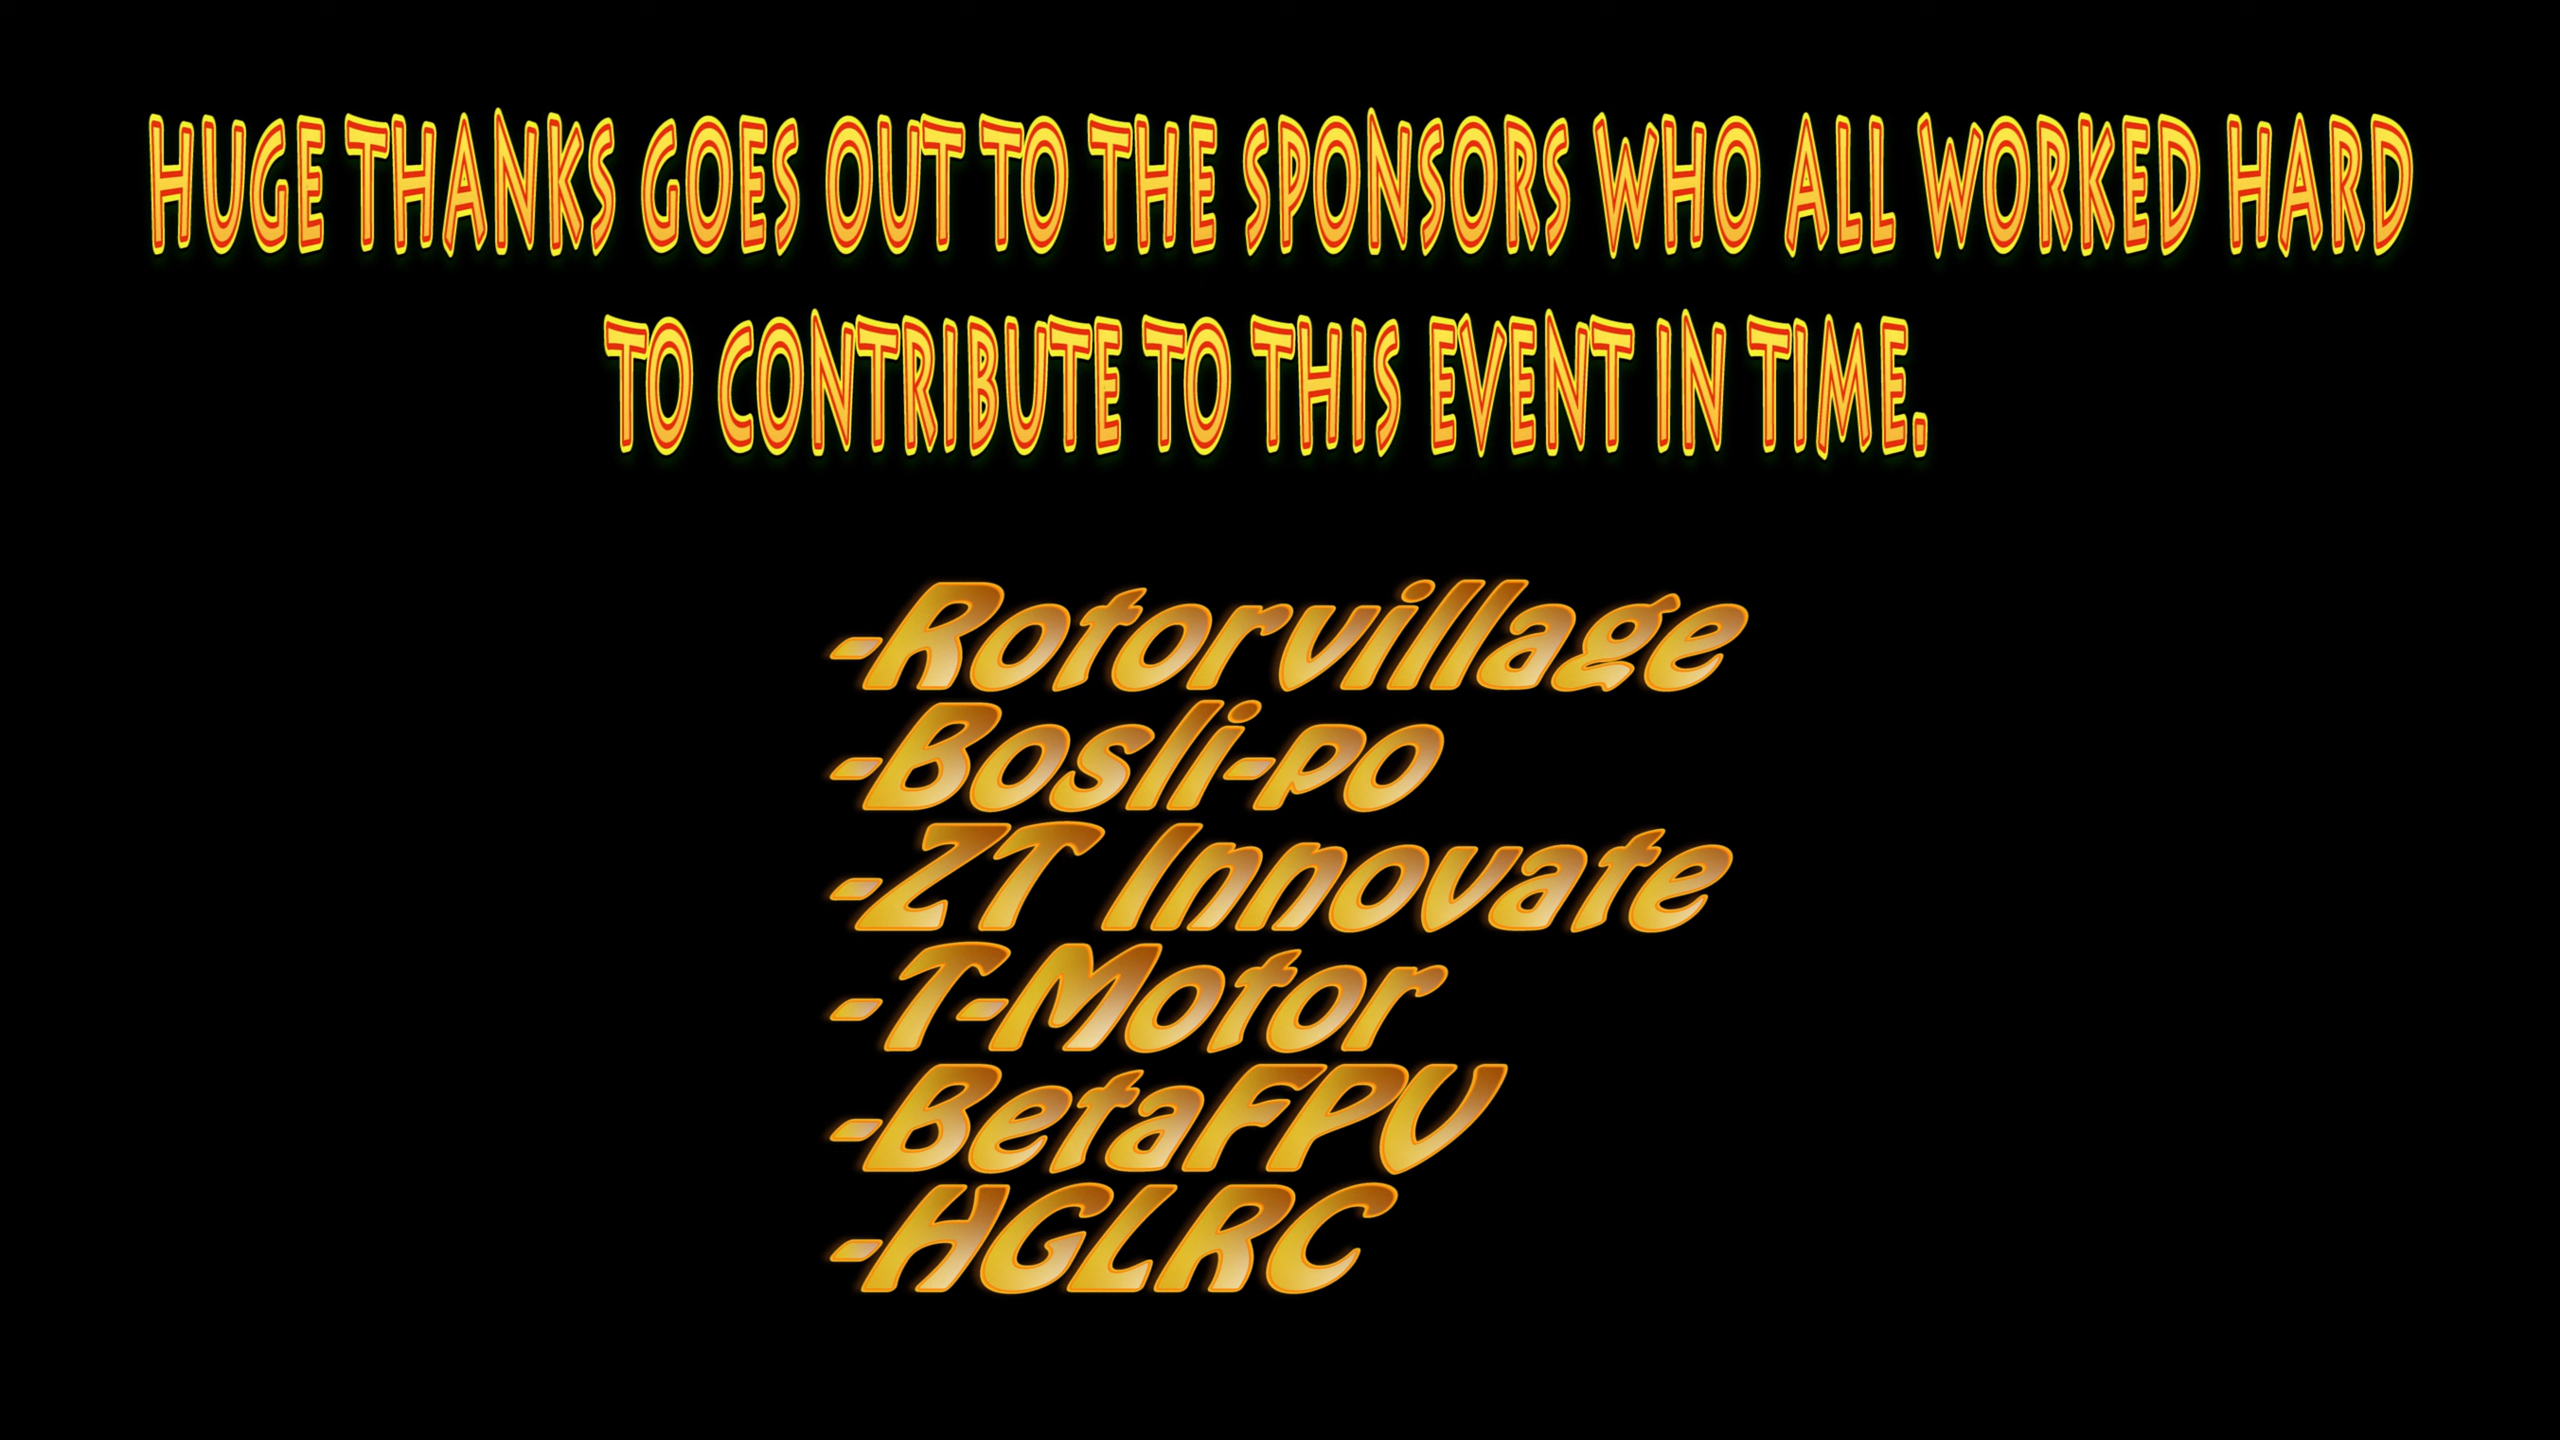 HUGE THANKS GOES OUT TO THE SPONSORS WHO ALL WORKED HARD
TO CONTRIBUTE TO THIS EVENT IN TIME.
-Rotorvillage
-Bosli-po
-ZT Innovate
-T-Motor
-BetaFPV
-HGLRC